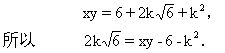 xy = 6 + 2k√6 + k²,
所以 2k√6 = xy - 6 - k².